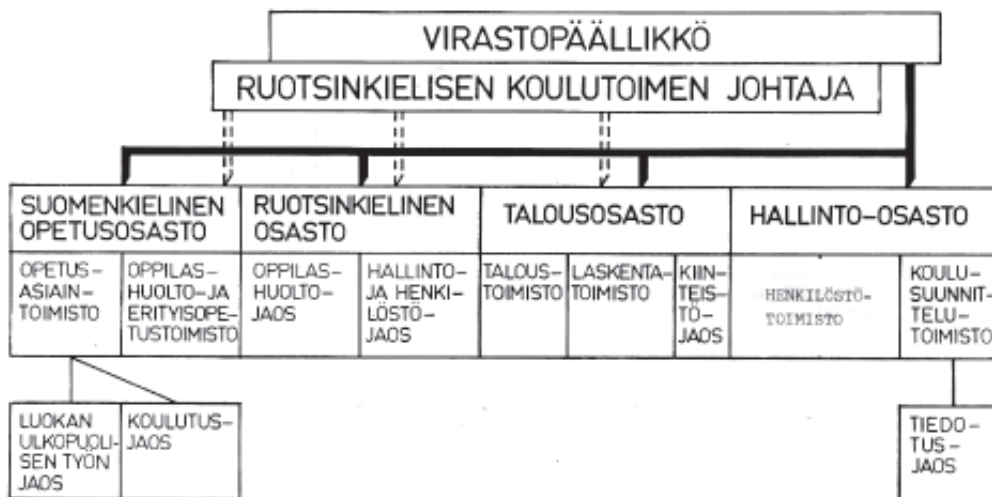 VIRASTOPÄÄLLIKKÖ
RUOTSINKIELISEN KOULUTOIMEN JOHTAJA
SUOMENKIELINEN
OPETUSOSASTO
RUOTSINKIELINEN
OSASTO
TALOUSOSASTO
HALLINTO-OSASTO
OPETUS-
ASIAIN-
TOIMISTO
OPPILAS-
HUOLTO-JA
ERITYISOPE-
TUSTOIMISTO
OPPILAS-
HUOLTO-
JAOS
HALLINTO-
JA HENKI-
LÖSTÖ-
JAOS
TALOUS-
TOIMISTO
LASKENTA-
TOIMISTO
KIIN-
TEIS-
TÖ-
JAOS
HENKILÖSTÖ-
TOIMISTO
KOULU-
SUUNNIT-
TELU-
TOIMISTO
LUOKAN
ULKOPUOLI-
SEN TYÖN
JAOS
KOULUTUS-
JAOS
TIEDO-
TUS-
JAOS